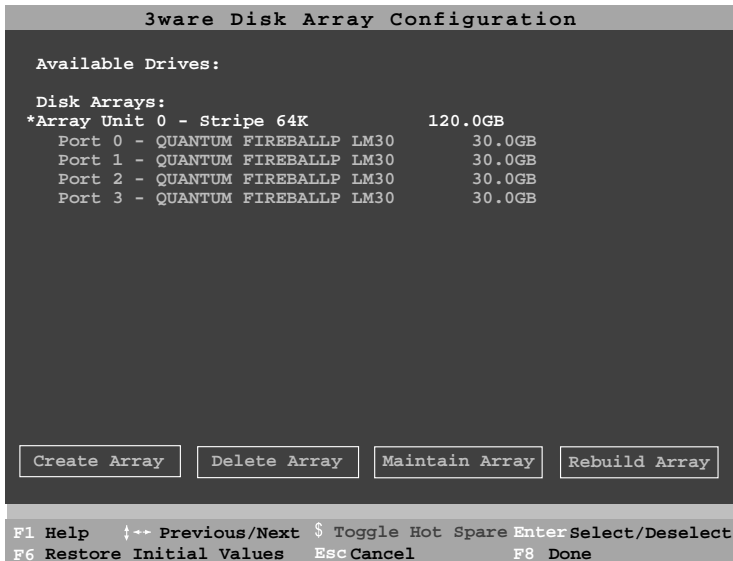 3ware Disk Array Configuration
Available Drives:
Disk Arrays:
*Array Unit 0 - Stripe 64K 120.0GB
Port 0 - QUANTUM FIREBALLP LM30 30.0GB
Port 1 - QUANTUM FIREBALLP LM30 30.0GB
Port 2 - QUANTUM FIREBALLP LM30 30.0GB
Port 3 - QUANTUM FIREBALLP LM30 30.0GB
Create Array Delete Array Maintain Array Rebuild Array
F1 Help ↕↔ Previous/Next $ Toggle Hot Spare Enter Select/Deselect
F6 Restore Initial Values Esc Cancel F8 Done